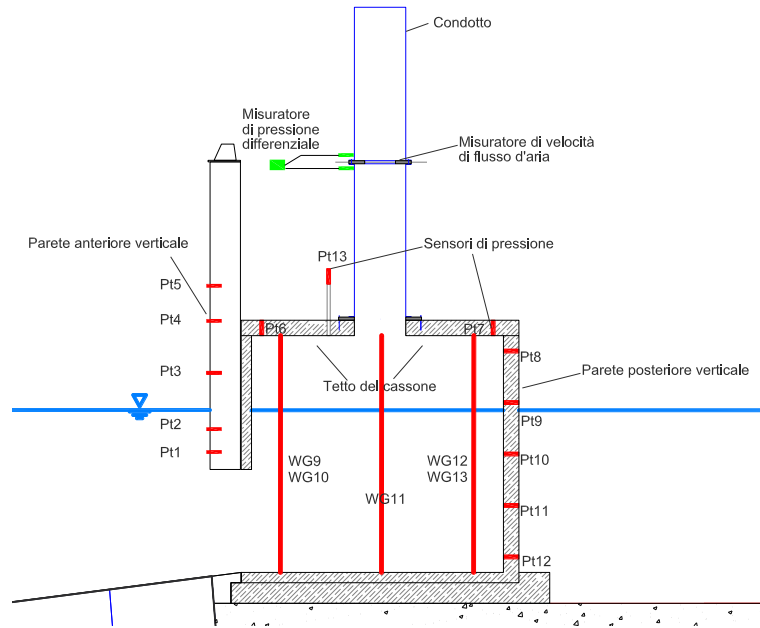 Condotto
Misuratore
di pressione
differenziale
Misuratore di velocità
di flusso d'aria
Parete anteriore verticale
Sensori di pressione
Pt13
Pt5
Pt4
Pt6
Pt7
Pt8
Pt3
Tetto del cassone
Parete posteriore verticale
Pt2
Pt9
Pt1
WG9
WG10
WG12
WG13
Pt10
WG11
Pt11
Pt12